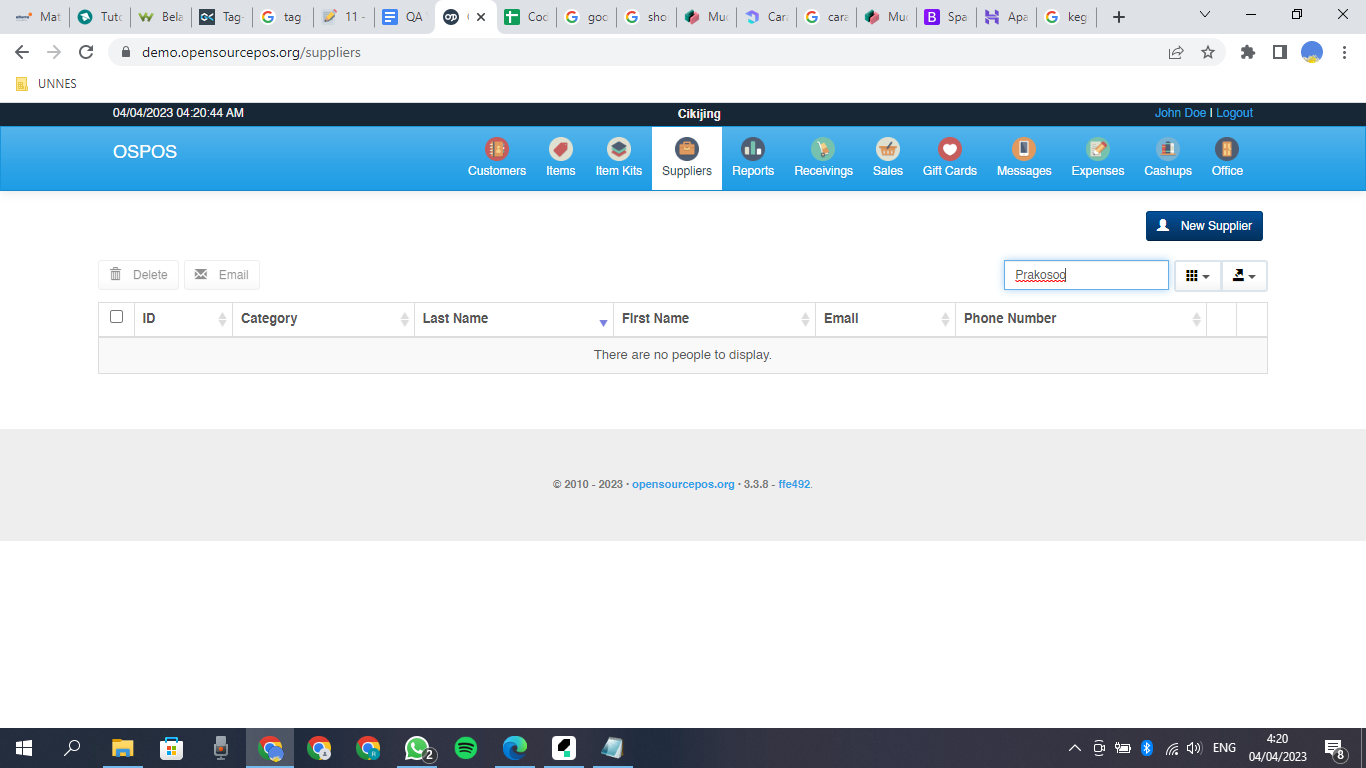 Mat
Tuto
Bela
Tag-
tag
11 -
QA
Cod
goo
sho
Mu
Cara
cara
Mu
Spa
Apa
keg
demo.opensourcepos.org/suppliers
UNNES
04/04/2023 04:20:44 AM
Cikijing
John Doe | Logout
OSPOS
Customers
Items
Item Kits
Suppliers
Reports
Receivings
Sales
Gift Cards
Messages
Expenses
Cashups
Office
New Supplier
Delete
Email
Prakosod
ID
Category
Last Name
First Name
Email
Phone Number
There are no people to display.
© 2010 - 2023 · opensourcepos.org · 3.3.8 - ffe492.
2
ENG
4:20
04/04/2023
8